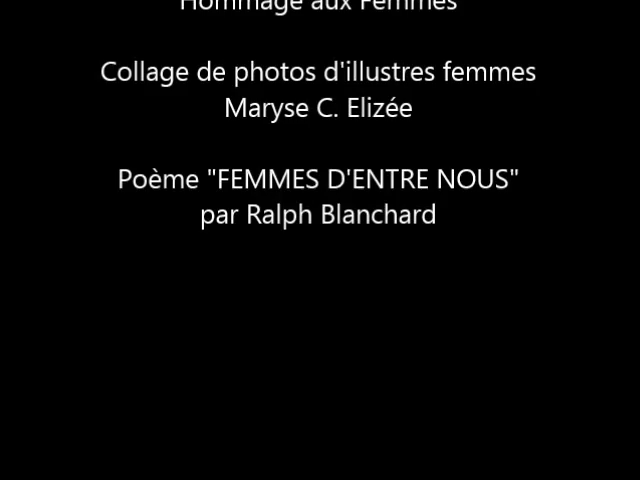 Hommage aux Femmes
Collage de photos d'illustres femmes
Maryse C. Elizée
Poème "FEMMES D'ENTRE NOUS"
par Ralph Blanchard